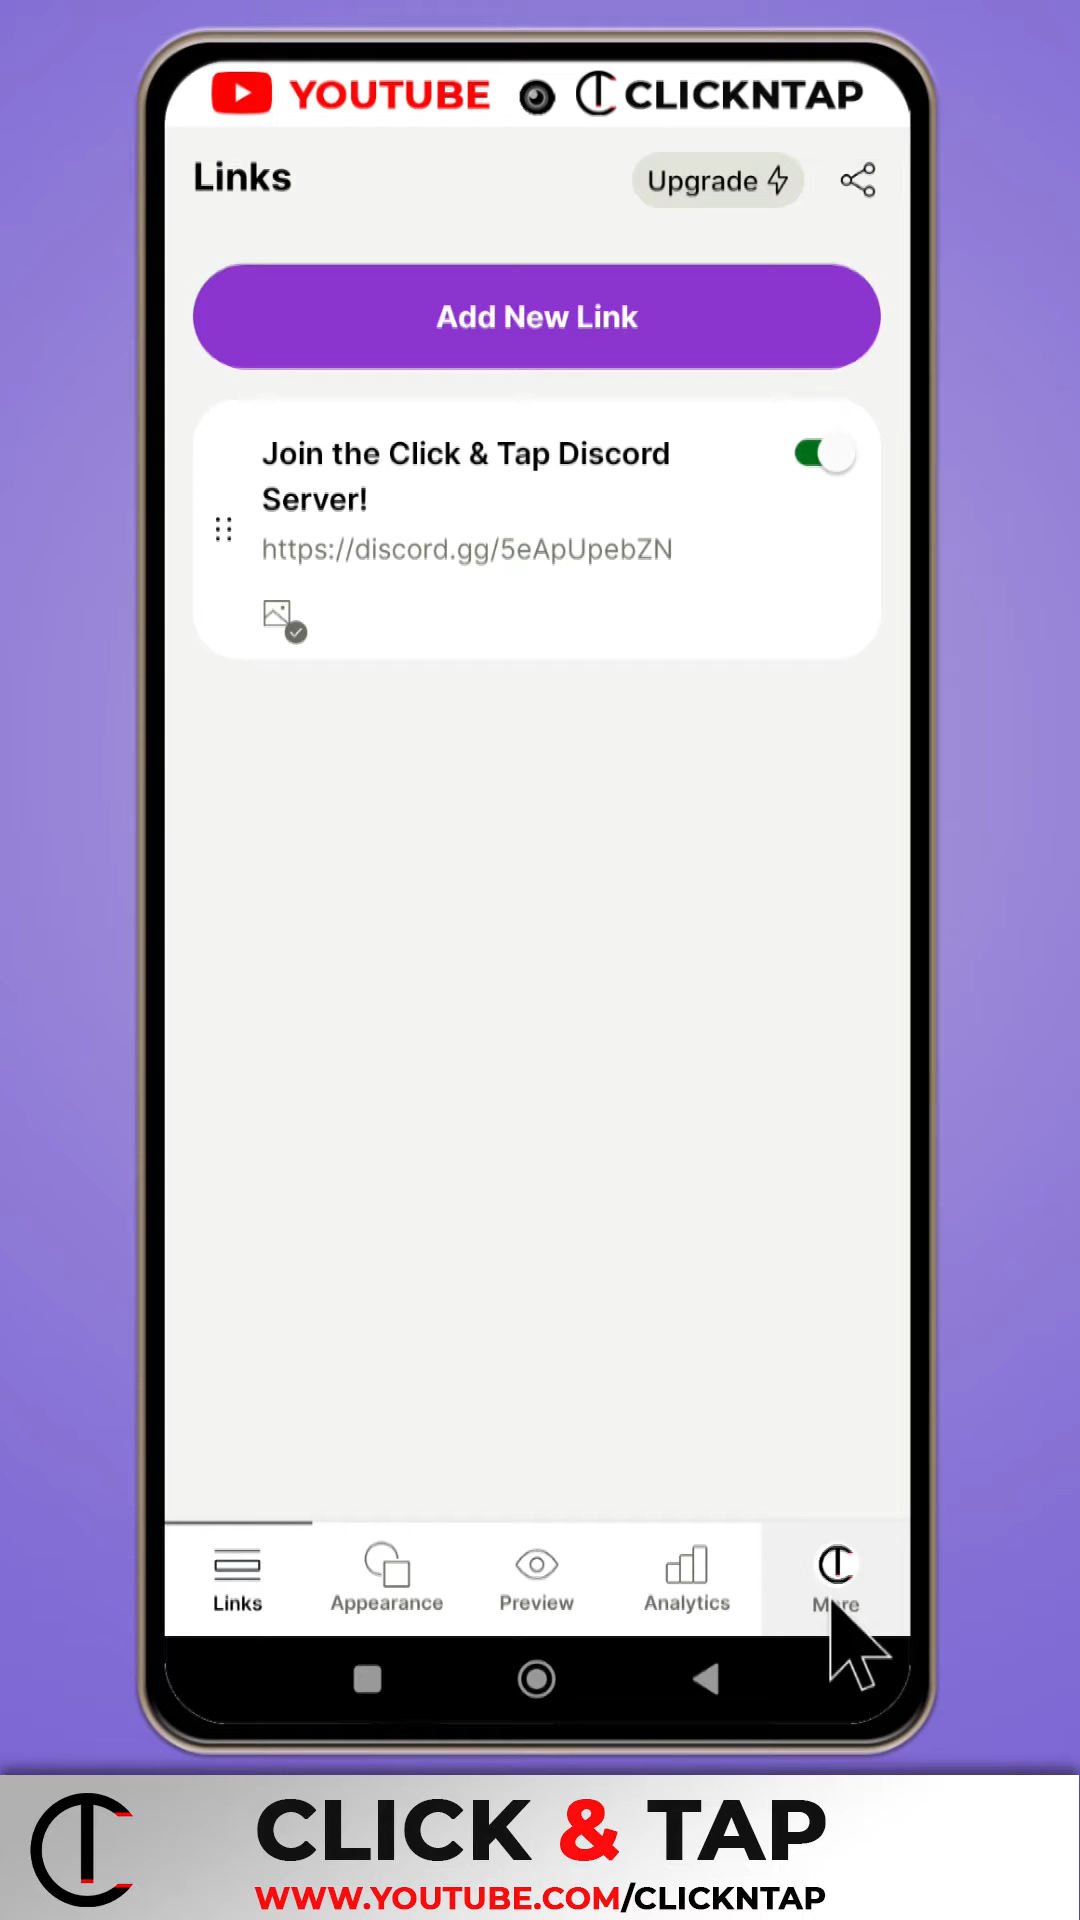 YOUTUBE CLICKNTAP
Links
Upgrade
Add New Link
Join the Click & Tap Discord
Server!
https://discord.gg/5eApUpebZN
Links
Appearance
Preview
Analytics
More
CLICK & TAP
WWW.YOUTUBE.COM/CLICKNTAP